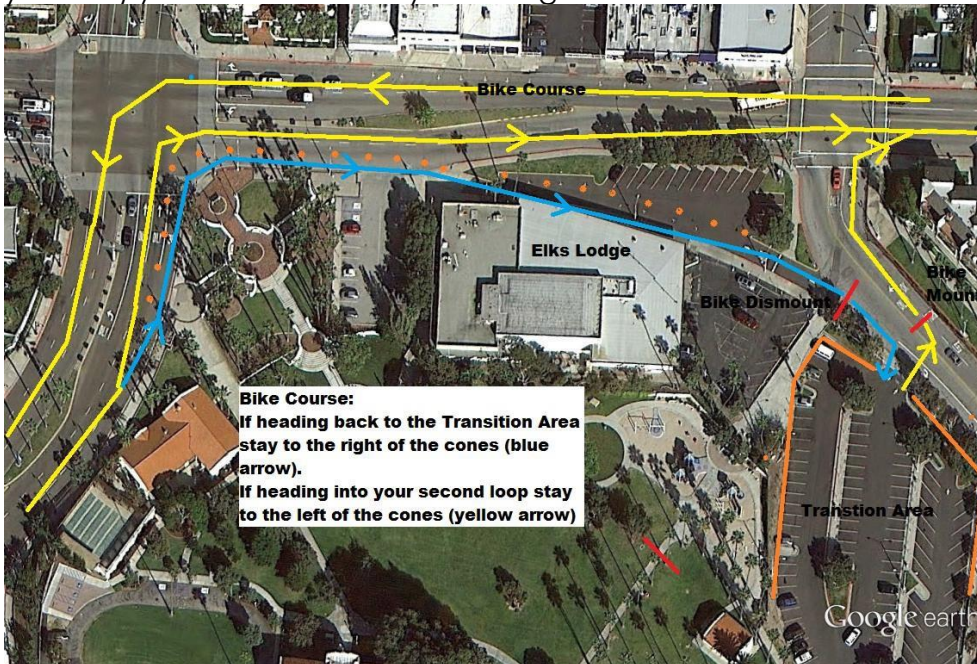 Bike Course
Elks Lodge
Bike Dismount
Bike
Moun
Bike Course:
If heading back to the Transition Area
stay to the right of the cones (blue
arrow).
If heading into your second loop stay
to the left of the cones (yellow arrow)
Transtion Area
Google earth